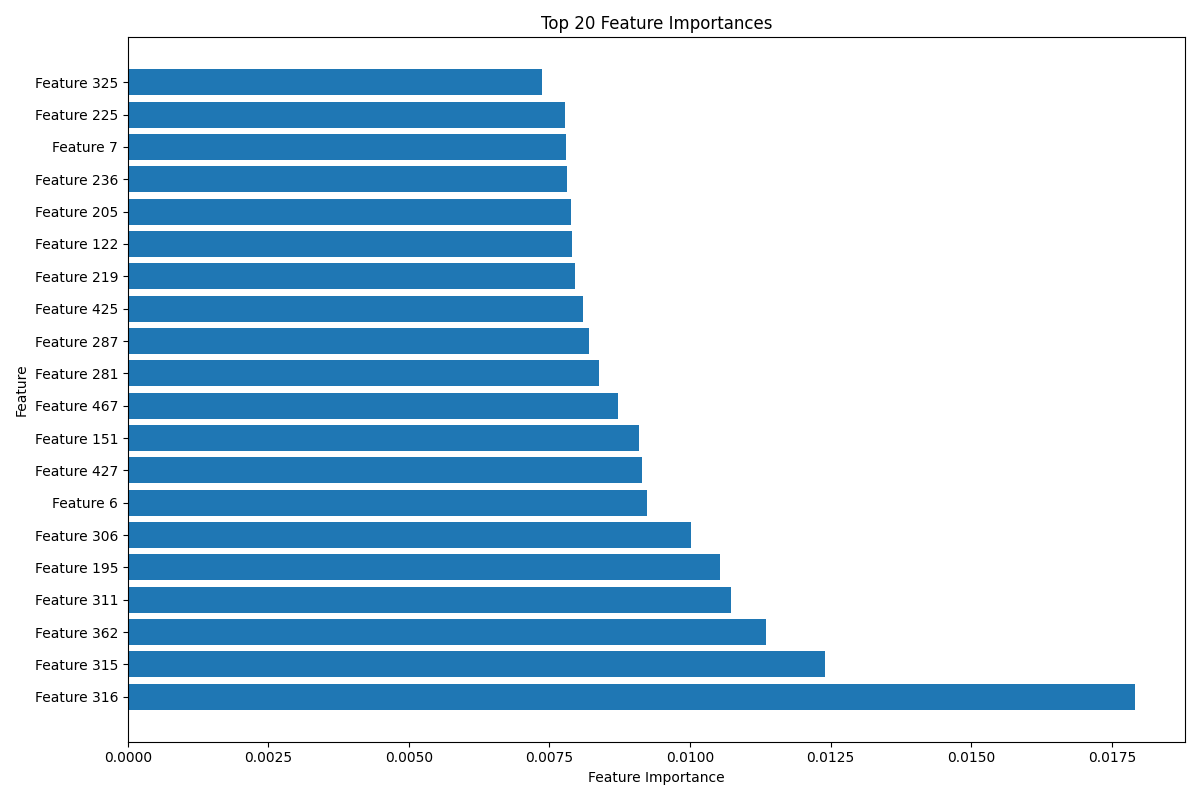 Top 20 Feature Importances
Feature 325
Feature 225
Feature 7
Feature 236
Feature 205
Feature 122
Feature 219
Feature 425
Feature 287
Feature 281
Feature 467
Feature 151
Feature 427
Feature 6
Feature 306
Feature 195
Feature 311
Feature 362
Feature 315
Feature 316
Feature
0.0000 0.0025 0.0050 0.0075 0.0100 0.0125 0.0150 0.0175
Feature Importance